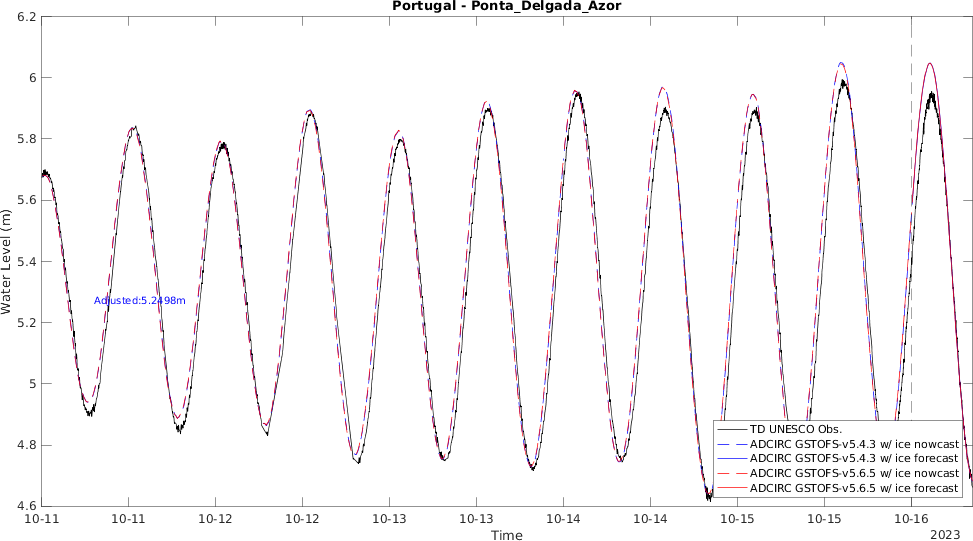 Portugal - Ponta_Delgada_Azor
6.2
6
5.8
5.6
5.4
5.2
5
4.8
4.6
Water Level (m)
Adjusted:5.2498m
TD UNESCO Obs.
ADCIRC GSTOFS-v5.4.3 w/ ice nowcast
ADCIRC GSTOFS-v5.4.3 w/ ice forecast
ADCIRC GSTOFS-v5.6.5 w/ ice nowcast
ADCIRC GSTOFS-v5.6.5 w/ ice forecast
10-11 10-11 10-12 10-12 10-13 10-13 10-14 10-14 10-15 10-15 10-16
Time
2023